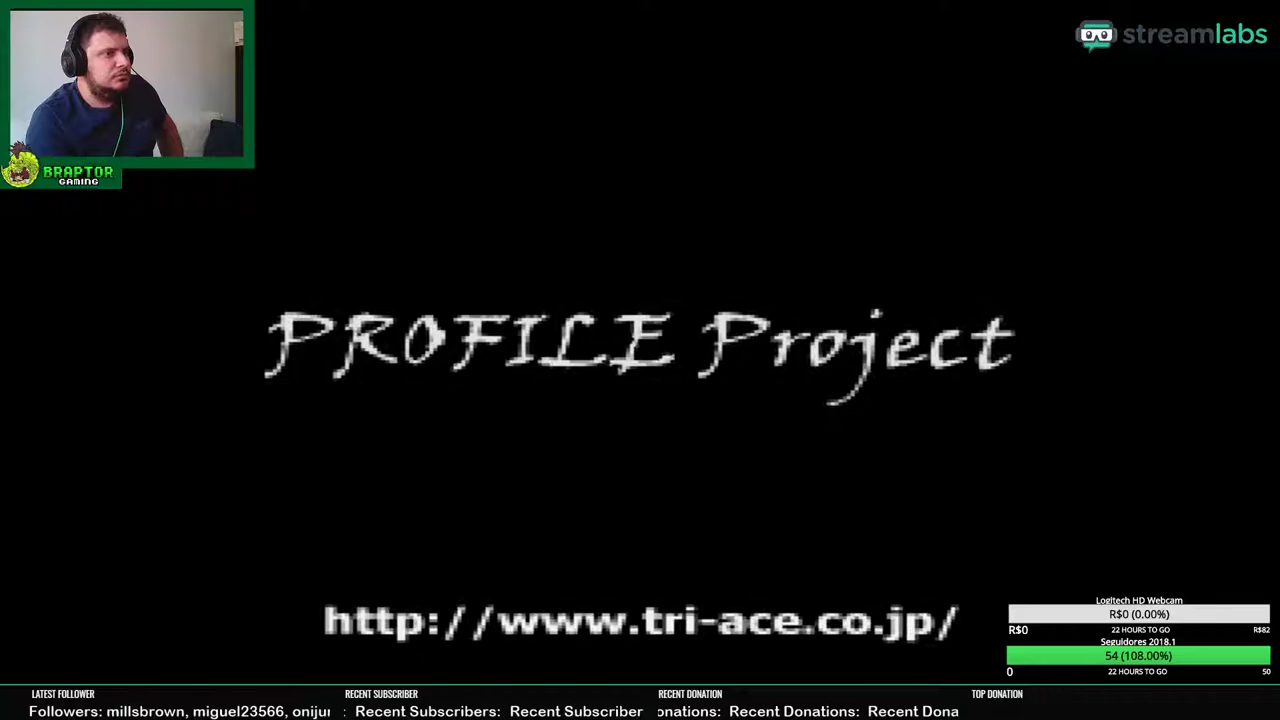 streamlabs
BRAPTOR
GAMING
PROFILE Project
http://www.tri-ace.co.jp/
Logitech HD Webcam
R$0 (0.00%)
R$0 22 HOURS TO GO R$82
Seguidores 2018.1
54 (108.00%)
0 22 HOURS TO GO 50
LATEST FOLLOWER RECENT SUBSCRIBER RECENT DONATION TOP DONATION
Followers: millsbrown, miguel23566, oniju : Recent Subscribers: Recent Subscriber onations: Recent Donations: Recent Dona